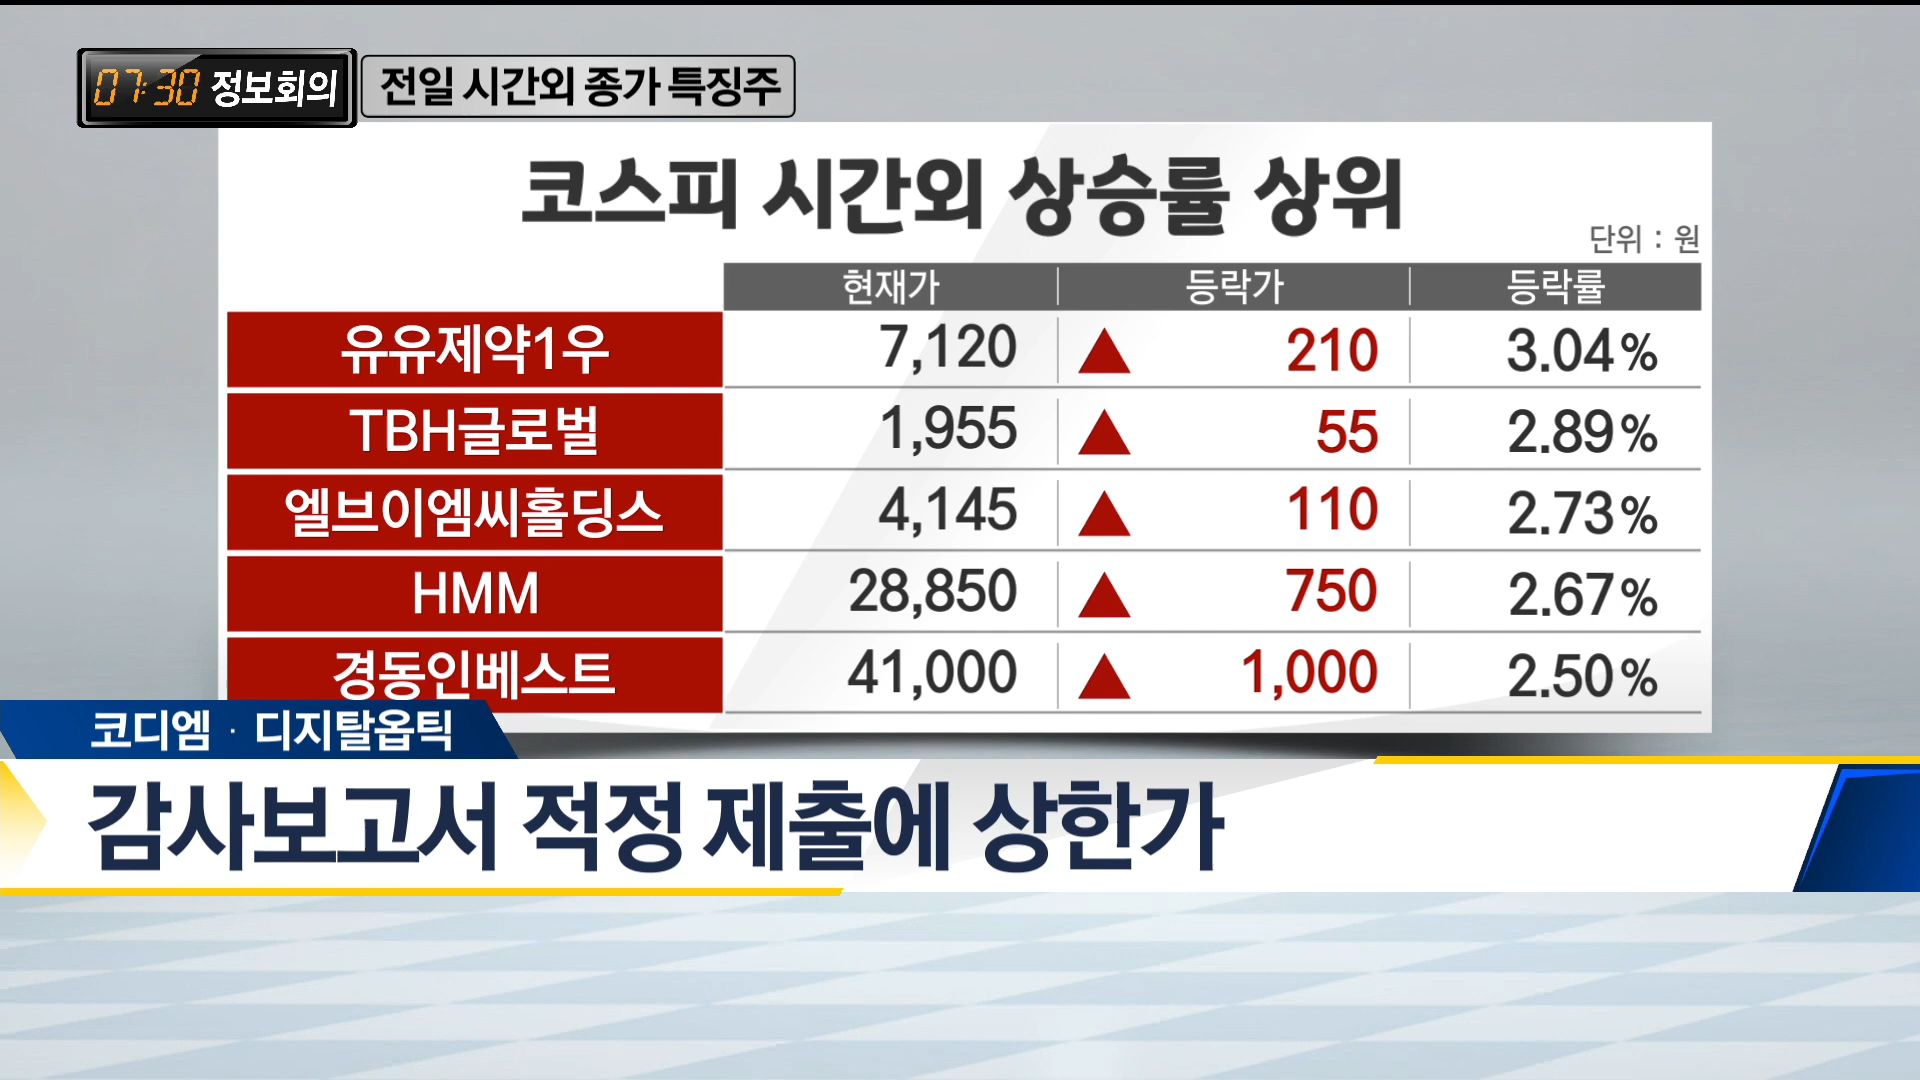 07:30 정보회의 전일 시간외 종가 특징주
코스피 시간외 상승률 상위
단위 : 원
현재가 등락가 등락률
유유제약1우 7,120 ▲ 210 3.04%
TBH글로벌 1,955 ▲ 55 2.89%
엘브이엠씨홀딩스 4,145 ▲ 110 2.73%
HMM 28,850 ▲ 750 2.67%
경동인베스트 41,000 ▲ 1,000 2.50%
코디엠 · 디지탈옵틱
감사보고서 적정 제출에 상한가